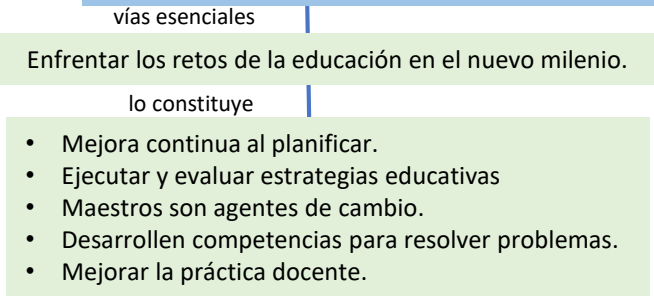 vías esenciales
Enfrentar los retos de la educación en el nuevo milenio.
lo constituye
• Mejora continua al planificar.
• Ejecutar y evaluar estrategias educativas
• Maestros son agentes de cambio.
• Desarrollen competencias para resolver problemas.
• Mejorar la práctica docente.